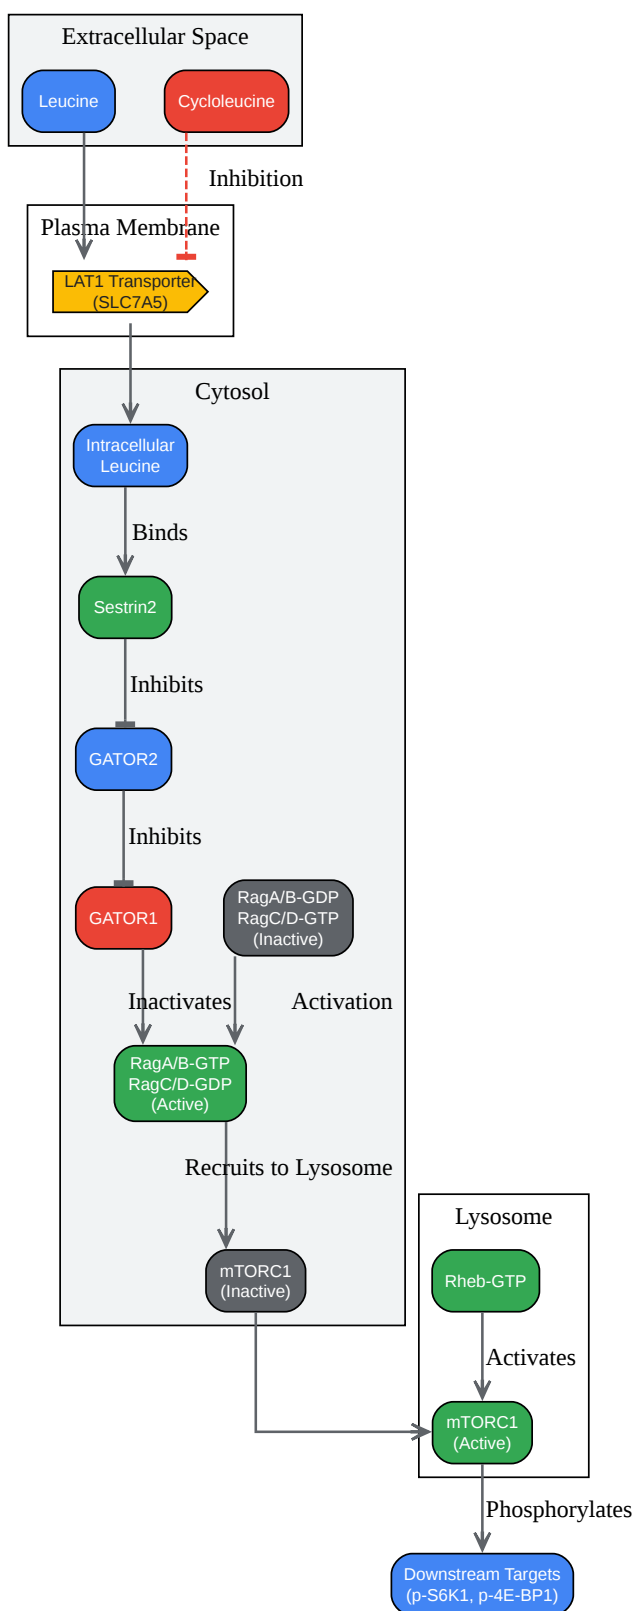 Extracellular Space
Leucine
Cycloleucine
Inhibition
Plasma Membrane
LAT1 Transporter
(SLC7A5)
Cytosol
Intracellular
Leucine
Binds
Sestrin2
Inhibits
GATOR2
Inhibits
GATOR1
RagA/B-GDP
RagC/D-GTP
(Inactive)
Inactivates
Activation
RagA/B-GTP
RagC/D-GDP
(Active)
Recruits to Lysosome
mTORC1
(Inactive)
Lysosome
Rheb-GTP
Activates
mTORC1
(Active)
Phosphorylates
Downstream Targets
(p-S6K1, p-4E-BP1)